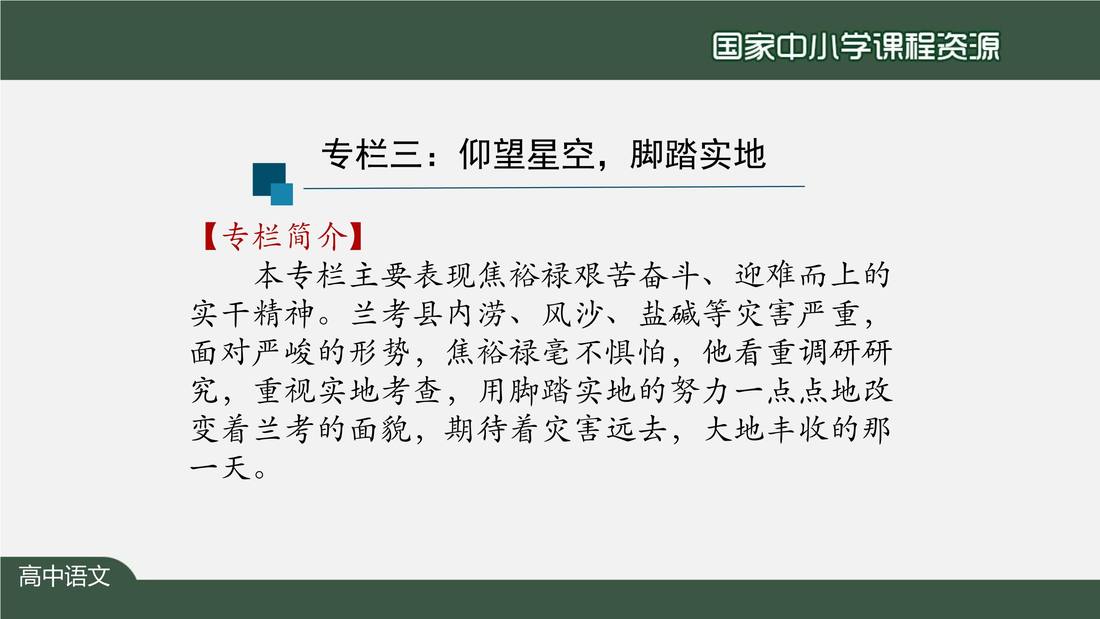 国家中小学课程资源
专栏三：仰望星空，脚踏实地
【专栏简介】
本专栏主要表现焦裕禄艰苦奋斗、迎难而上的
实干精神。兰考县内涝、风沙、盐碱等灾害严重，
面对严峻的形势，焦裕禄毫不惧怕，他看重调研研
究，重视实地考查，用脚踏实地的努力一点点地改
变着兰考的面貌，期待着灾害远去，大地丰收的那
一天。
高中语文